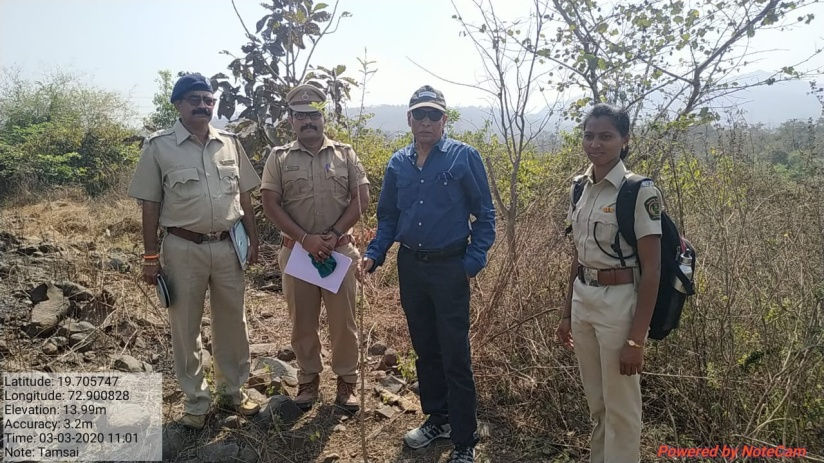 Latitude: 19.705747
Longitude: 72.900828
Elevation: 13.99m
Accuracy: 3.2m
Time: 03-03-2020 11.01
Note: Tamsai
Powered by NoteCam